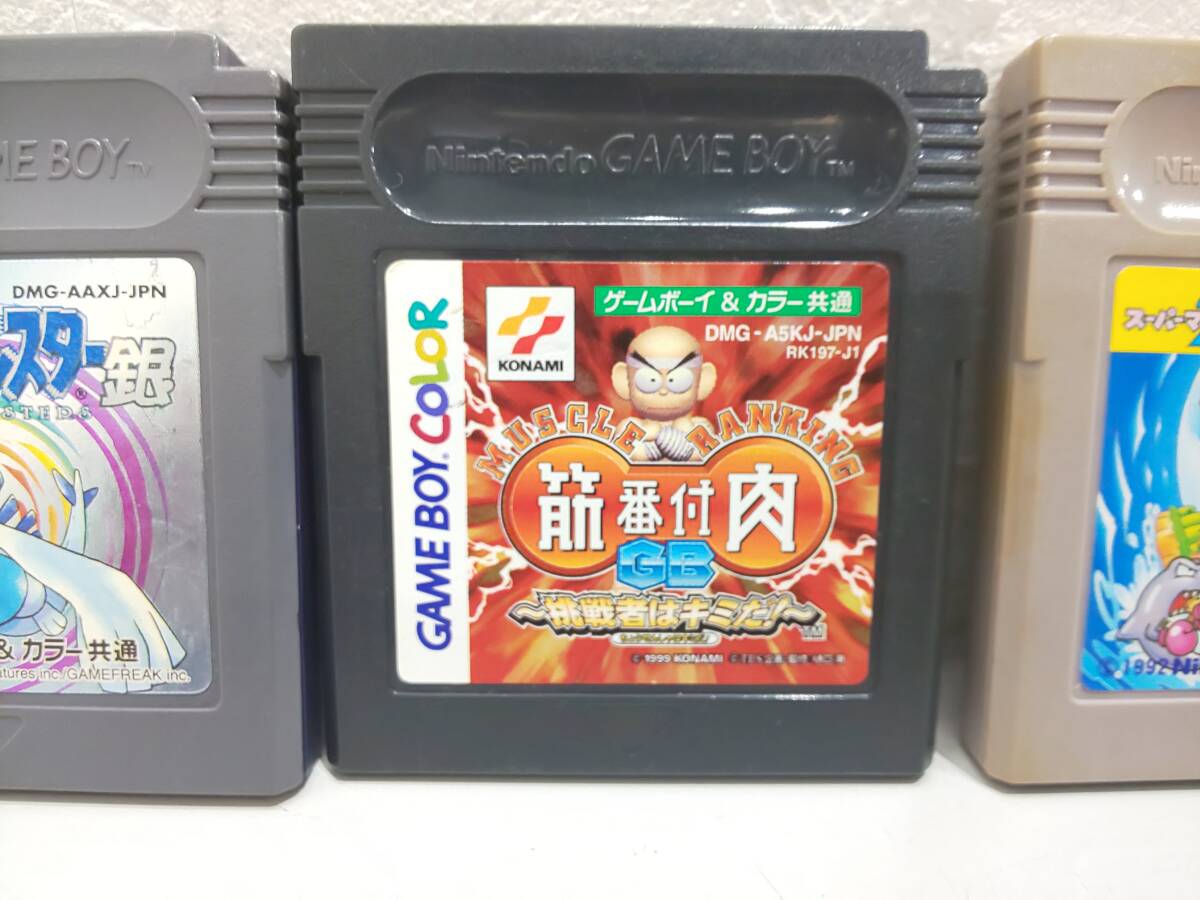 ME BOY TM
DMG-AAXJ-JPN
スター銀
& カラー共通
atures inc./GAMEFREAK inc.
Nintendo GAME BOY TM
GAME BOY COLOR
KONAMI
ゲームボーイ & カラー共通
DMG-A5KJ-JPN
RK197-J1
MUSCLE RANKING
筋番付肉
GB
～挑戦者はキミだ!～
© 1999 KONAMI
Nin
スーパーマ
©1992 Nin